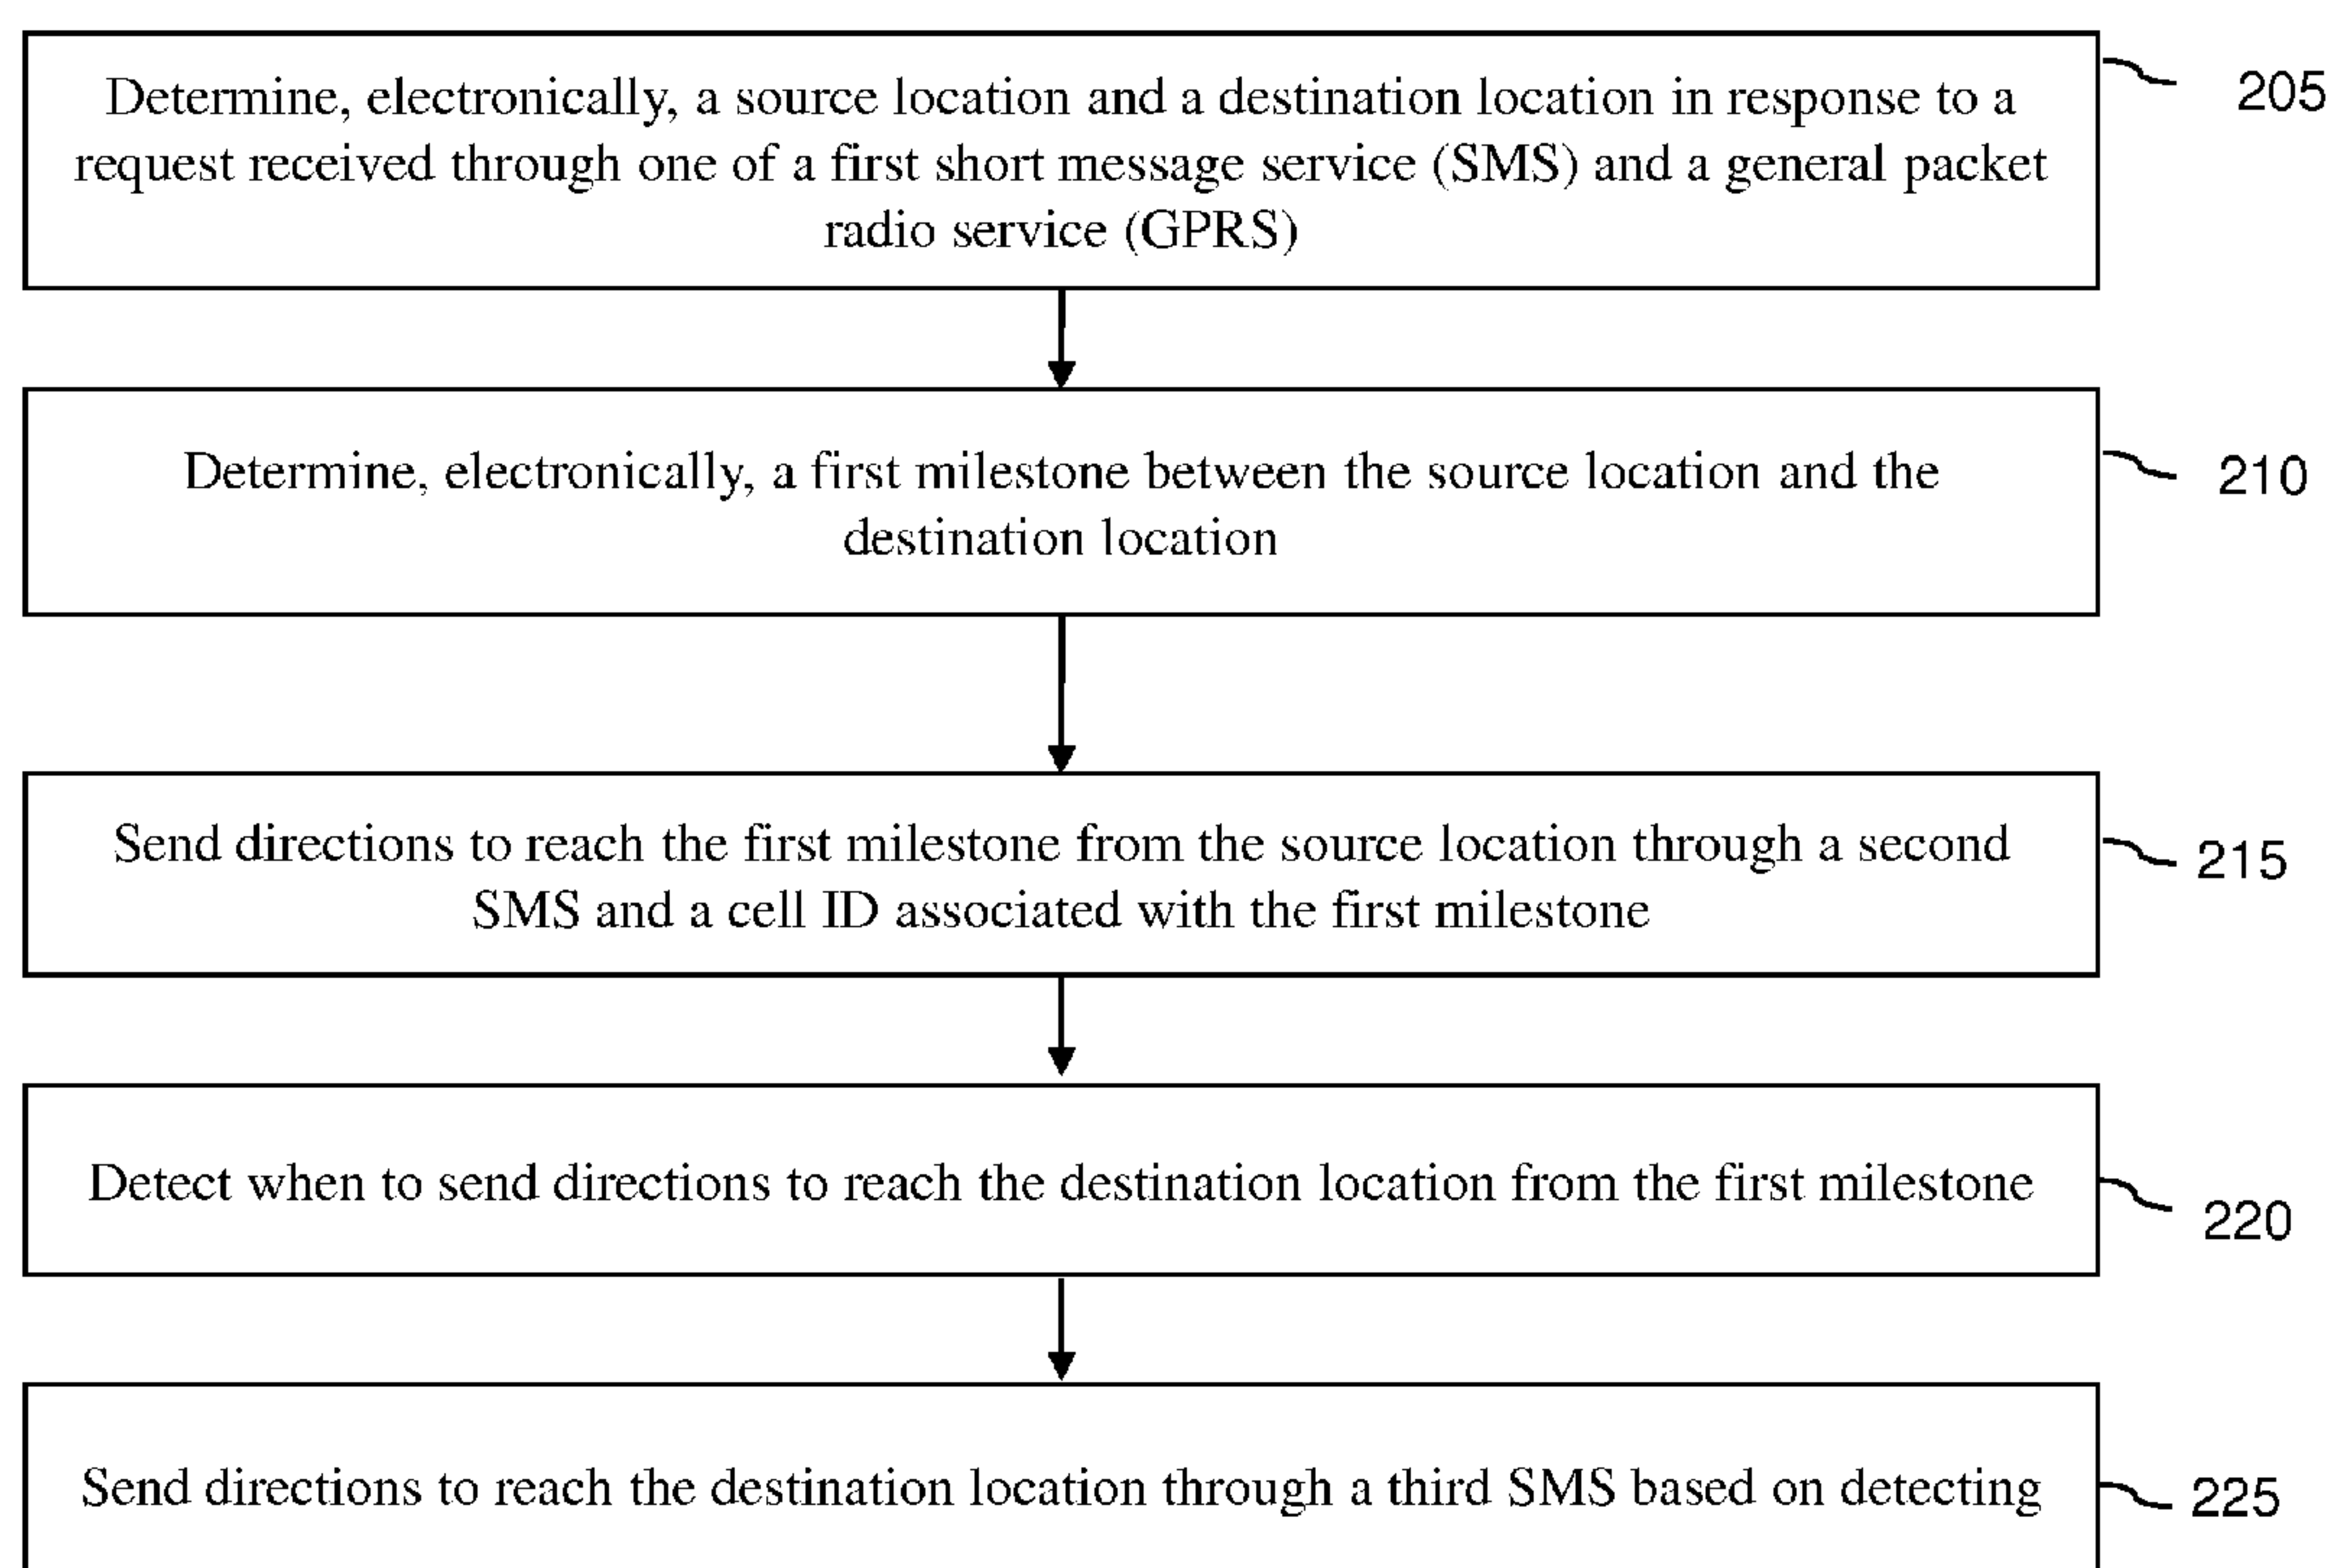 Determine, electronically, a source location and a destination location in response to a
request received through one of a first short message service (SMS) and a general packet
radio service (GPRS)
205
Determine, electronically, a first milestone between the source location and the
destination location
210
Send directions to reach the first milestone from the source location through a second
SMS and a cell ID associated with the first milestone
215
Detect when to send directions to reach the destination location from the first milestone
220
Send directions to reach the destination location through a third SMS based on detecting
225